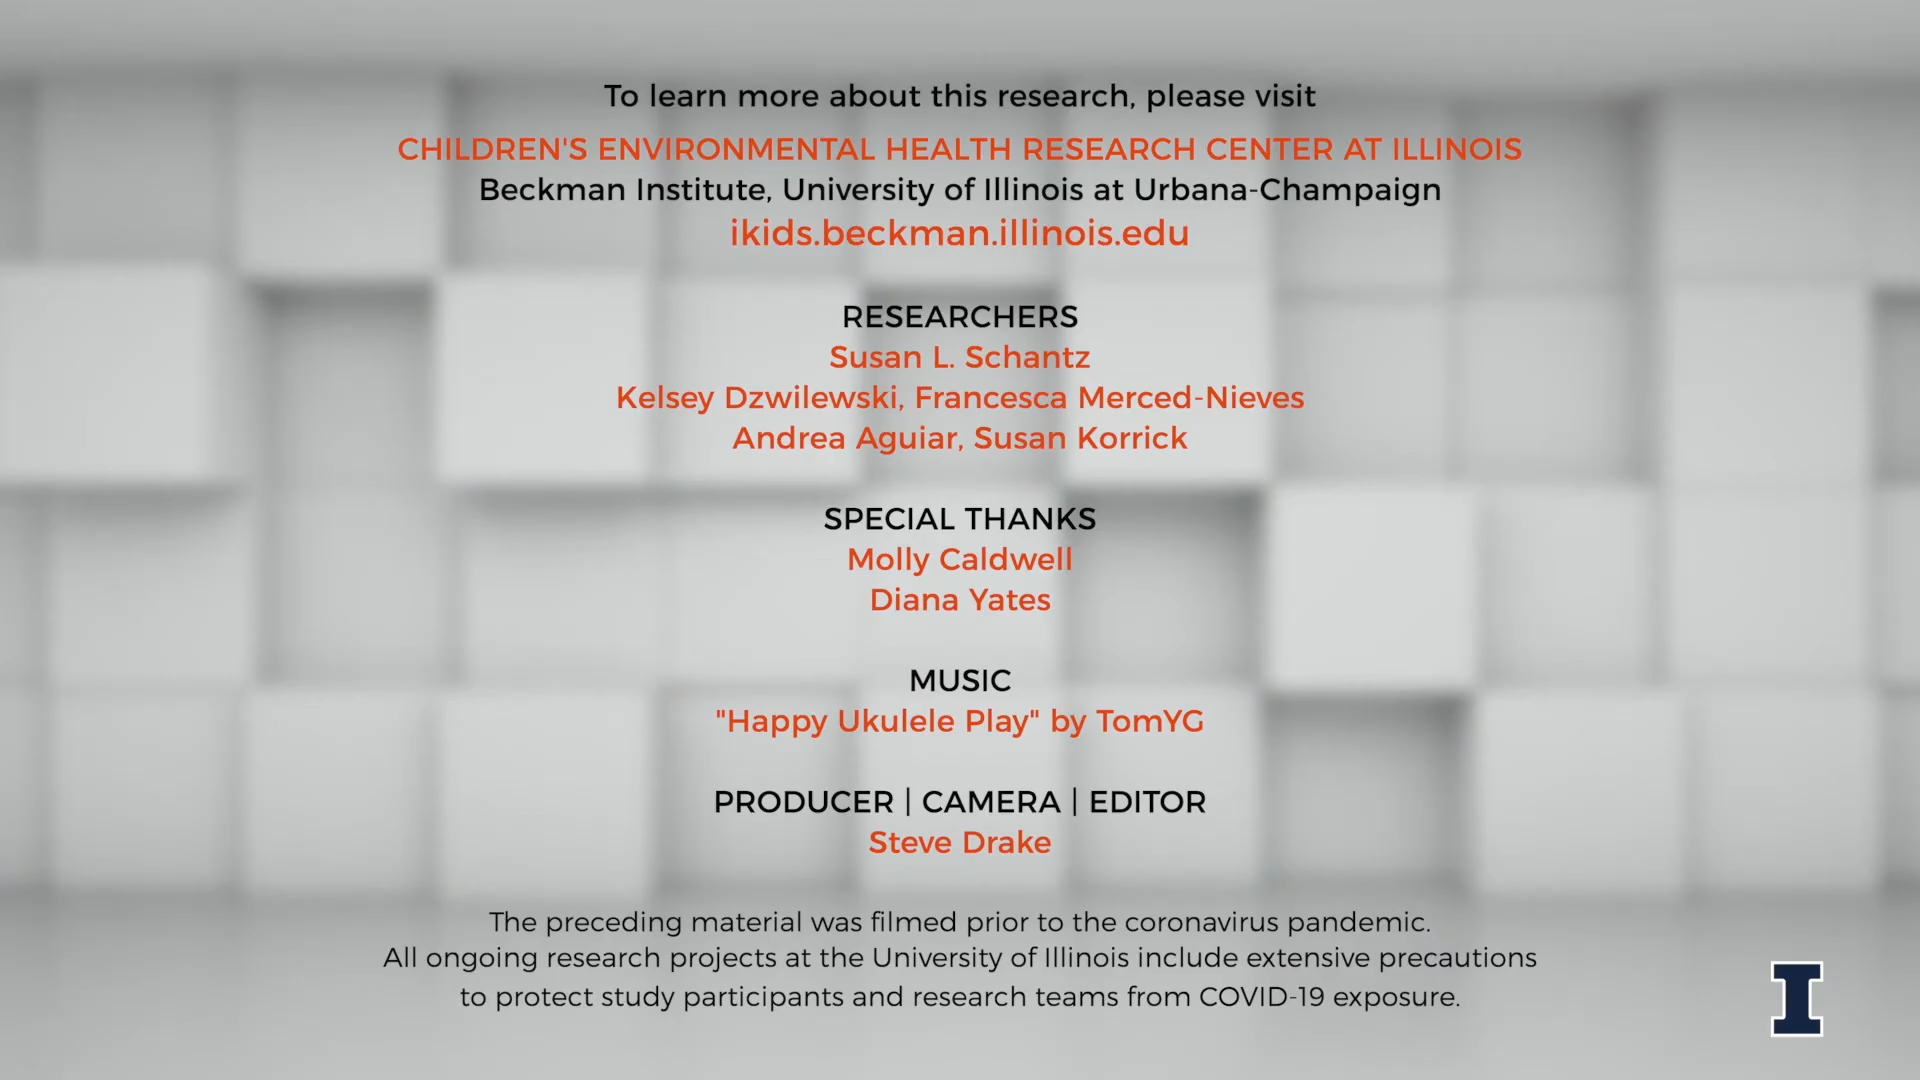 To learn more about this research, please visit
CHILDREN'S ENVIRONMENTAL HEALTH RESEARCH CENTER AT ILLINOIS
Beckman Institute, University of Illinois at Urbana-Champaign
ikids.beckman.illinois.edu
RESEARCHERS
Susan L. Schantz
Kelsey Dzwilewski, Francesca Merced-Nieves
Andrea Aguiar, Susan Korrick
SPECIAL THANKS
Molly Caldwell
Diana Yates
MUSIC
"Happy Ukulele Play" by TomYG
PRODUCER | CAMERA | EDITOR
Steve Drake
The preceding material was filmed prior to the coronavirus pandemic.
All ongoing research projects at the University of Illinois include extensive precautions
to protect study participants and research teams from COVID-19 exposure.
I